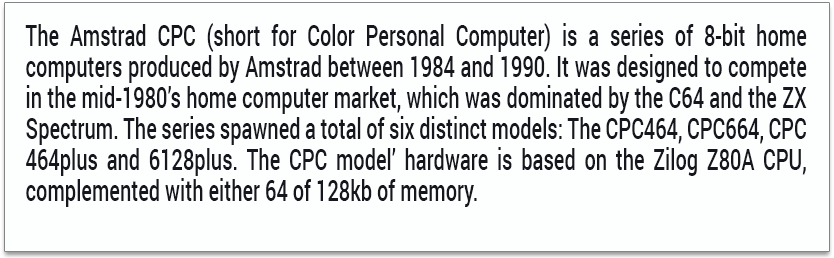 The Amstrad CPC (short for Color Personal Computer) is a series of 8-bit home
computers produced by Amstrad between 1984 and 1990. It was designed to compete
in the mid-1980’s home computer market, which was dominated by the C64 and the ZX
Spectrum. The series spawned a total of six distinct models: The CPC464, CPC664, CPC
464plus and 6128plus. The CPC model’ hardware is based on the Zilog Z80A CPU,
complemented with either 64 of 128kb of memory.